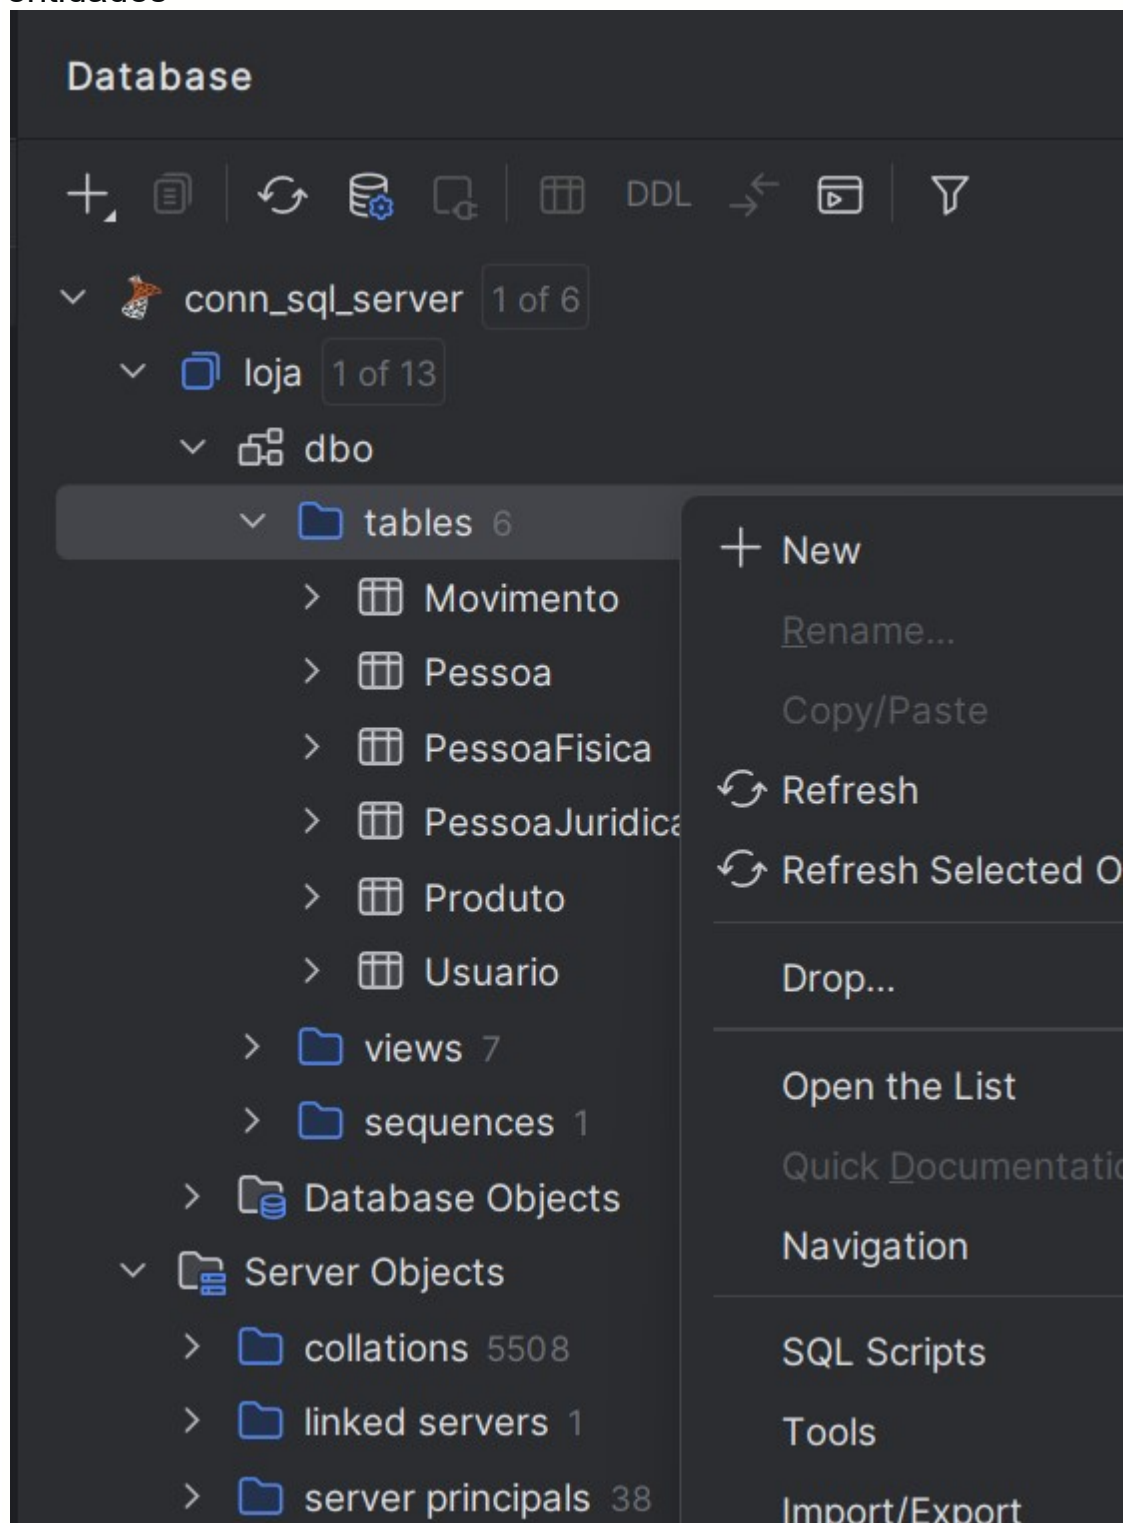 entidades
Database
DDL
conn_sql_server 1 of 6
loja 1 of 13
dbo
tables 6
Movimento
Pessoa
PessoaFisica
PessoaJuridica
Produto
Usuario
views 7
sequences 1
Database Objects
Server Objects
collations 5508
linked servers 1
server principals 38
New
Rename...
Copy/Paste
Refresh
Refresh Selected O
Drop...
Open the List
Quick Documentatio
Navigation
SQL Scripts
Tools
Import/Export